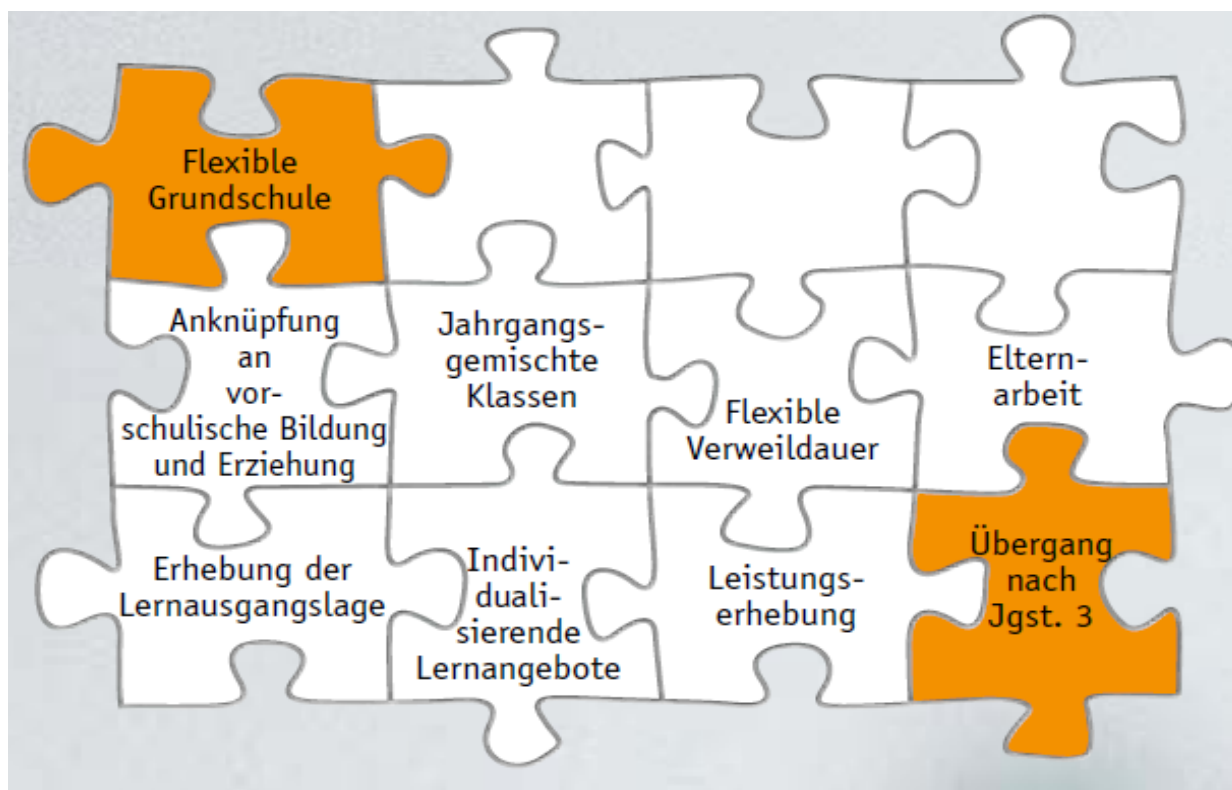 Flexible
Grundschule
Anknüpfung
an
vor-
schulische Bildung
und Erziehung
Jahrgangs-
gemischte
Klassen
Flexible
Verweildauer
Eltern-
arbeit
Erhebung der
Lernausgangslage
Indivi-
duali-
sierende
Lernangebote
Leistungs-
erhebung
Übergang
nach
Jgst. 3